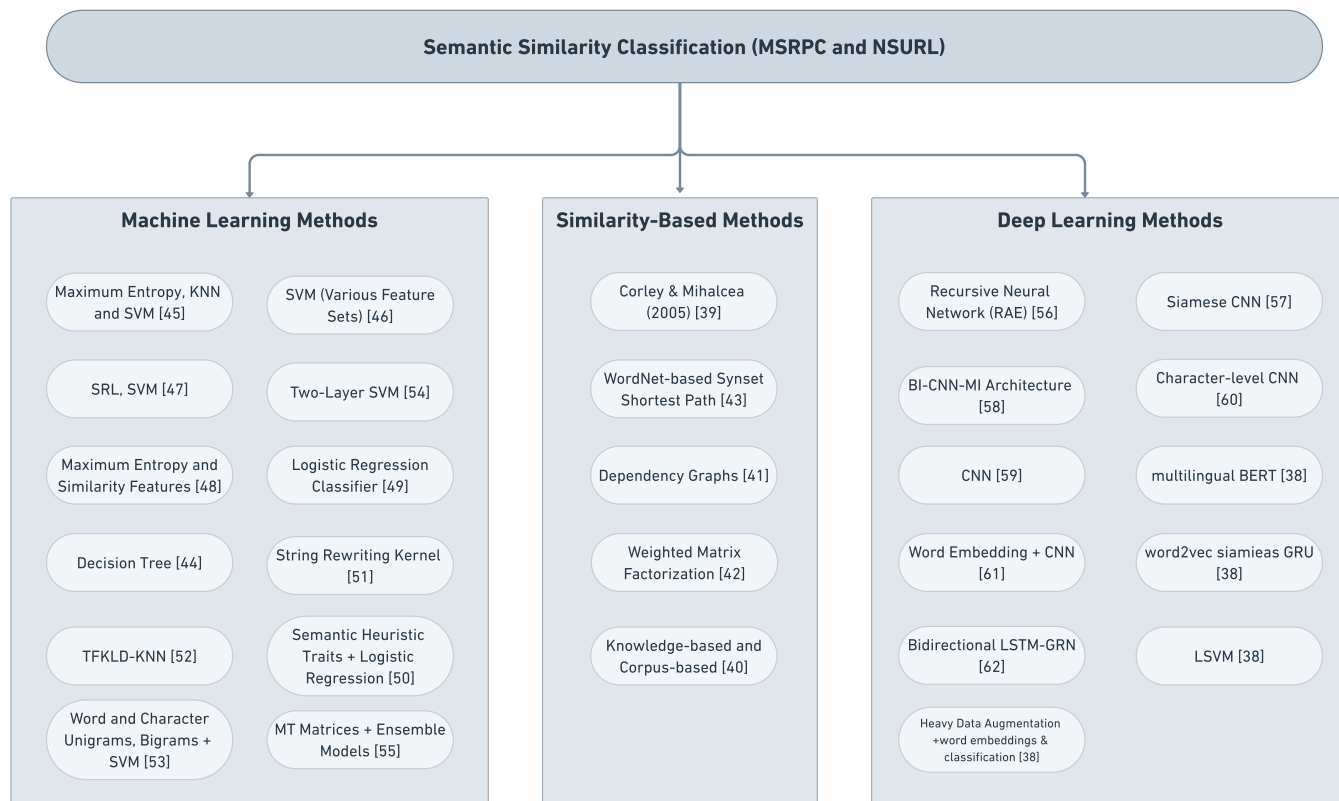 Semantic Similarity Classification (MSRPC and NSURL)
Machine Learning Methods
Maximum Entropy, KNN
and SVM [45]
SVM (Various Feature
Sets) [46]
SRL, SVM [47]
Two-Layer SVM [54]
Maximum Entropy and
Similarity Features [48]
Logistic Regression
Classifier [49]
Decision Tree [44]
String Rewriting Kernel
[51]
TFKLD-KNN [52]
Semantic Heuristic
Traits + Logistic
Regression [50]
Word and Character
Unigrams, Bigrams +
SVM [53]
MT Matrices + Ensemble
Models [55]
Similarity-Based Methods
Corley & Mihalcea
(2005) [39]
WordNet-based Synset
Shortest Path [43]
Dependency Graphs [41]
Weighted Matrix
Factorization [42]
Knowledge-based and
Corpus-based [40]
Deep Learning Methods
Recursive Neural
Network (RAE) [56]
Siamese CNN [57]
BI-CNN-MI Architecture
[58]
Character-level CNN
[60]
CNN [59]
multilingual BERT [38]
Word Embedding + CNN
[61]
word2vec siamieas GRU
[38]
Bidirectional LSTM-GRN
[62]
LSVM [38]
Heavy Data Augmentation
+word embeddings &
classification [38]